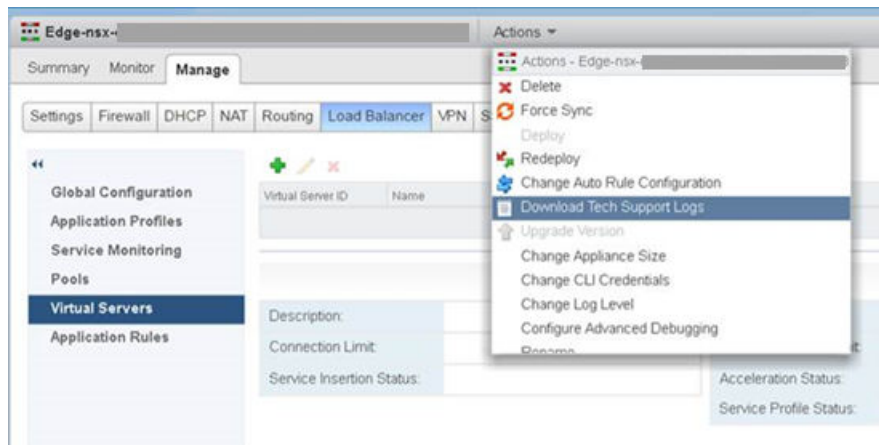 Edge-nsx-
Actions
Summary Monitor Manage
Actions - Edge-nsx-
Delete
Settings Firewall DHCP NAT Routing Load Balancer VPN
Force Sync
Deploy
Redeploy
Global Configuration
Virtual Server ID Name
Change Auto Rule Configuration
Application Profiles
Download Tech Support Logs
Service Monitoring
Upgrade Version
Pools
Change Appliance Size
Virtual Servers
Change CLI Credentials
Description:
Change Log Level
Application Rules
Configure Advanced Debugging
Connection Limit:
Service Insertion Status:
Acceleration Status:
Service Profile Status: